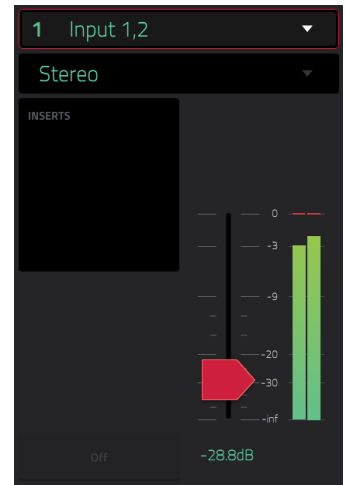 1 Input 1,2
Stereo
INSERTS
0
-3
-9
-20
-30
-inf
Off
-28.8dB